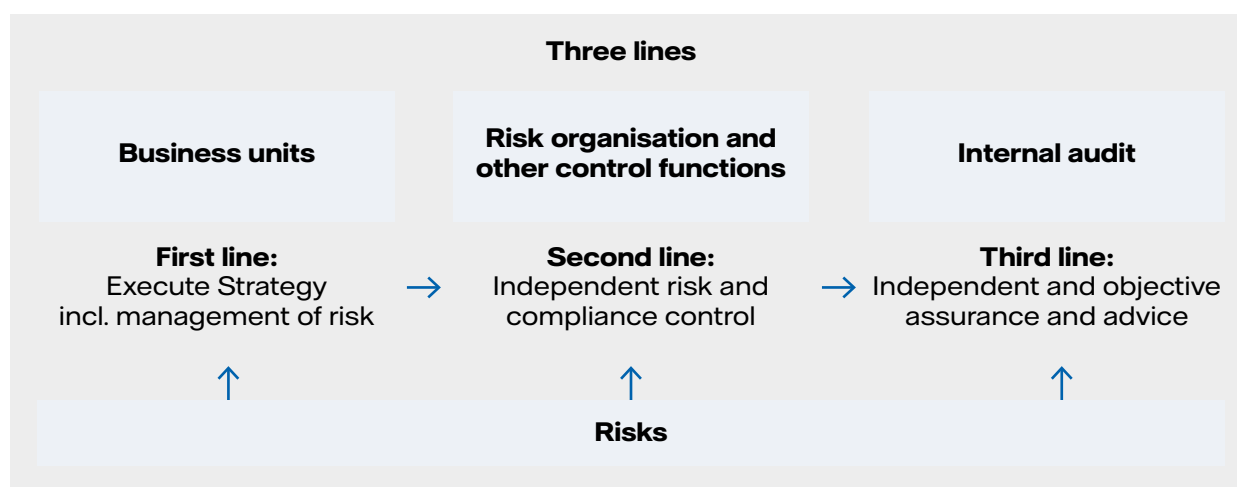 Three lines
Business units
Risk organisation and
other control functions
Internal audit
First line:
Execute Strategy
incl. management of risk
Second line:
Independent risk and
compliance control
Third line:
Independent and objective
assurance and advice
Risks